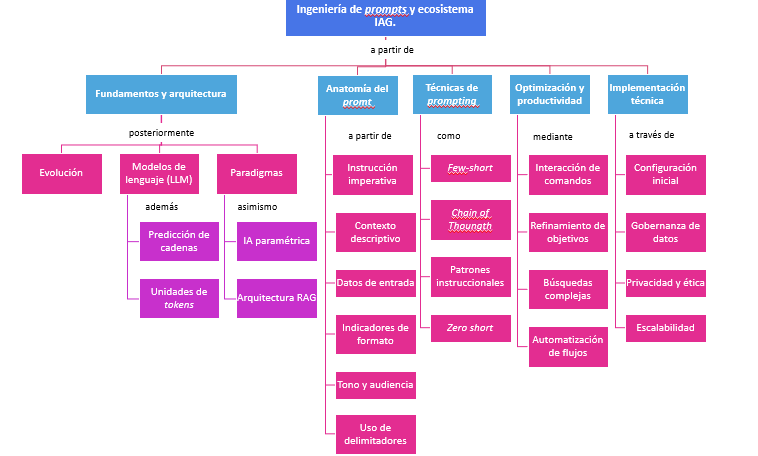 Ingeniería de prompts y ecosistema
IAG.
a partir de
Fundamentos y arquitectura
Anatomía del
promt
Técnicas de
prompting
Optimización y
productividad
Implementación
técnica
posteriormente
a partir de
como
mediante
a través de
Evolución
Modelos de
lenguaje (LLM)
Paradigmas
además
asimismo
Predicción de
cadenas
IA paramétrica
Unidades de
tokens
Arquitectura RAG
Instrucción
imperativa
Contexto
descriptivo
Datos de entrada
Indicadores de
formato
Tono y audiencia
Uso de
delimitadores
Few-short
Chain of
Thoungth
Patrones
instruccionales
Zero short
Interacción de
comandos
Refinamiento de
objetivos
Búsquedas
complejas
Automatización
de flujos
Configuración
inicial
Gobernanza de
datos
Privacidad y ética
Escalabilidad